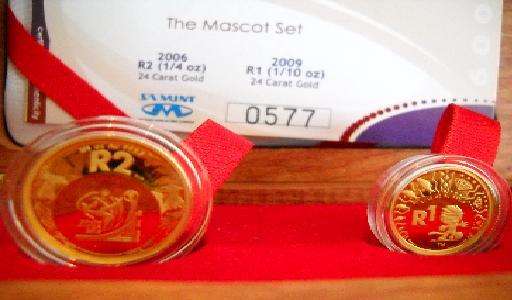 The Mascot Set
2006
R2 (1/4 oz)
24 Carat Gold
2009
R1 (1/10 oz)
24 Carat Gold
SA MINT
0577
R2
R1